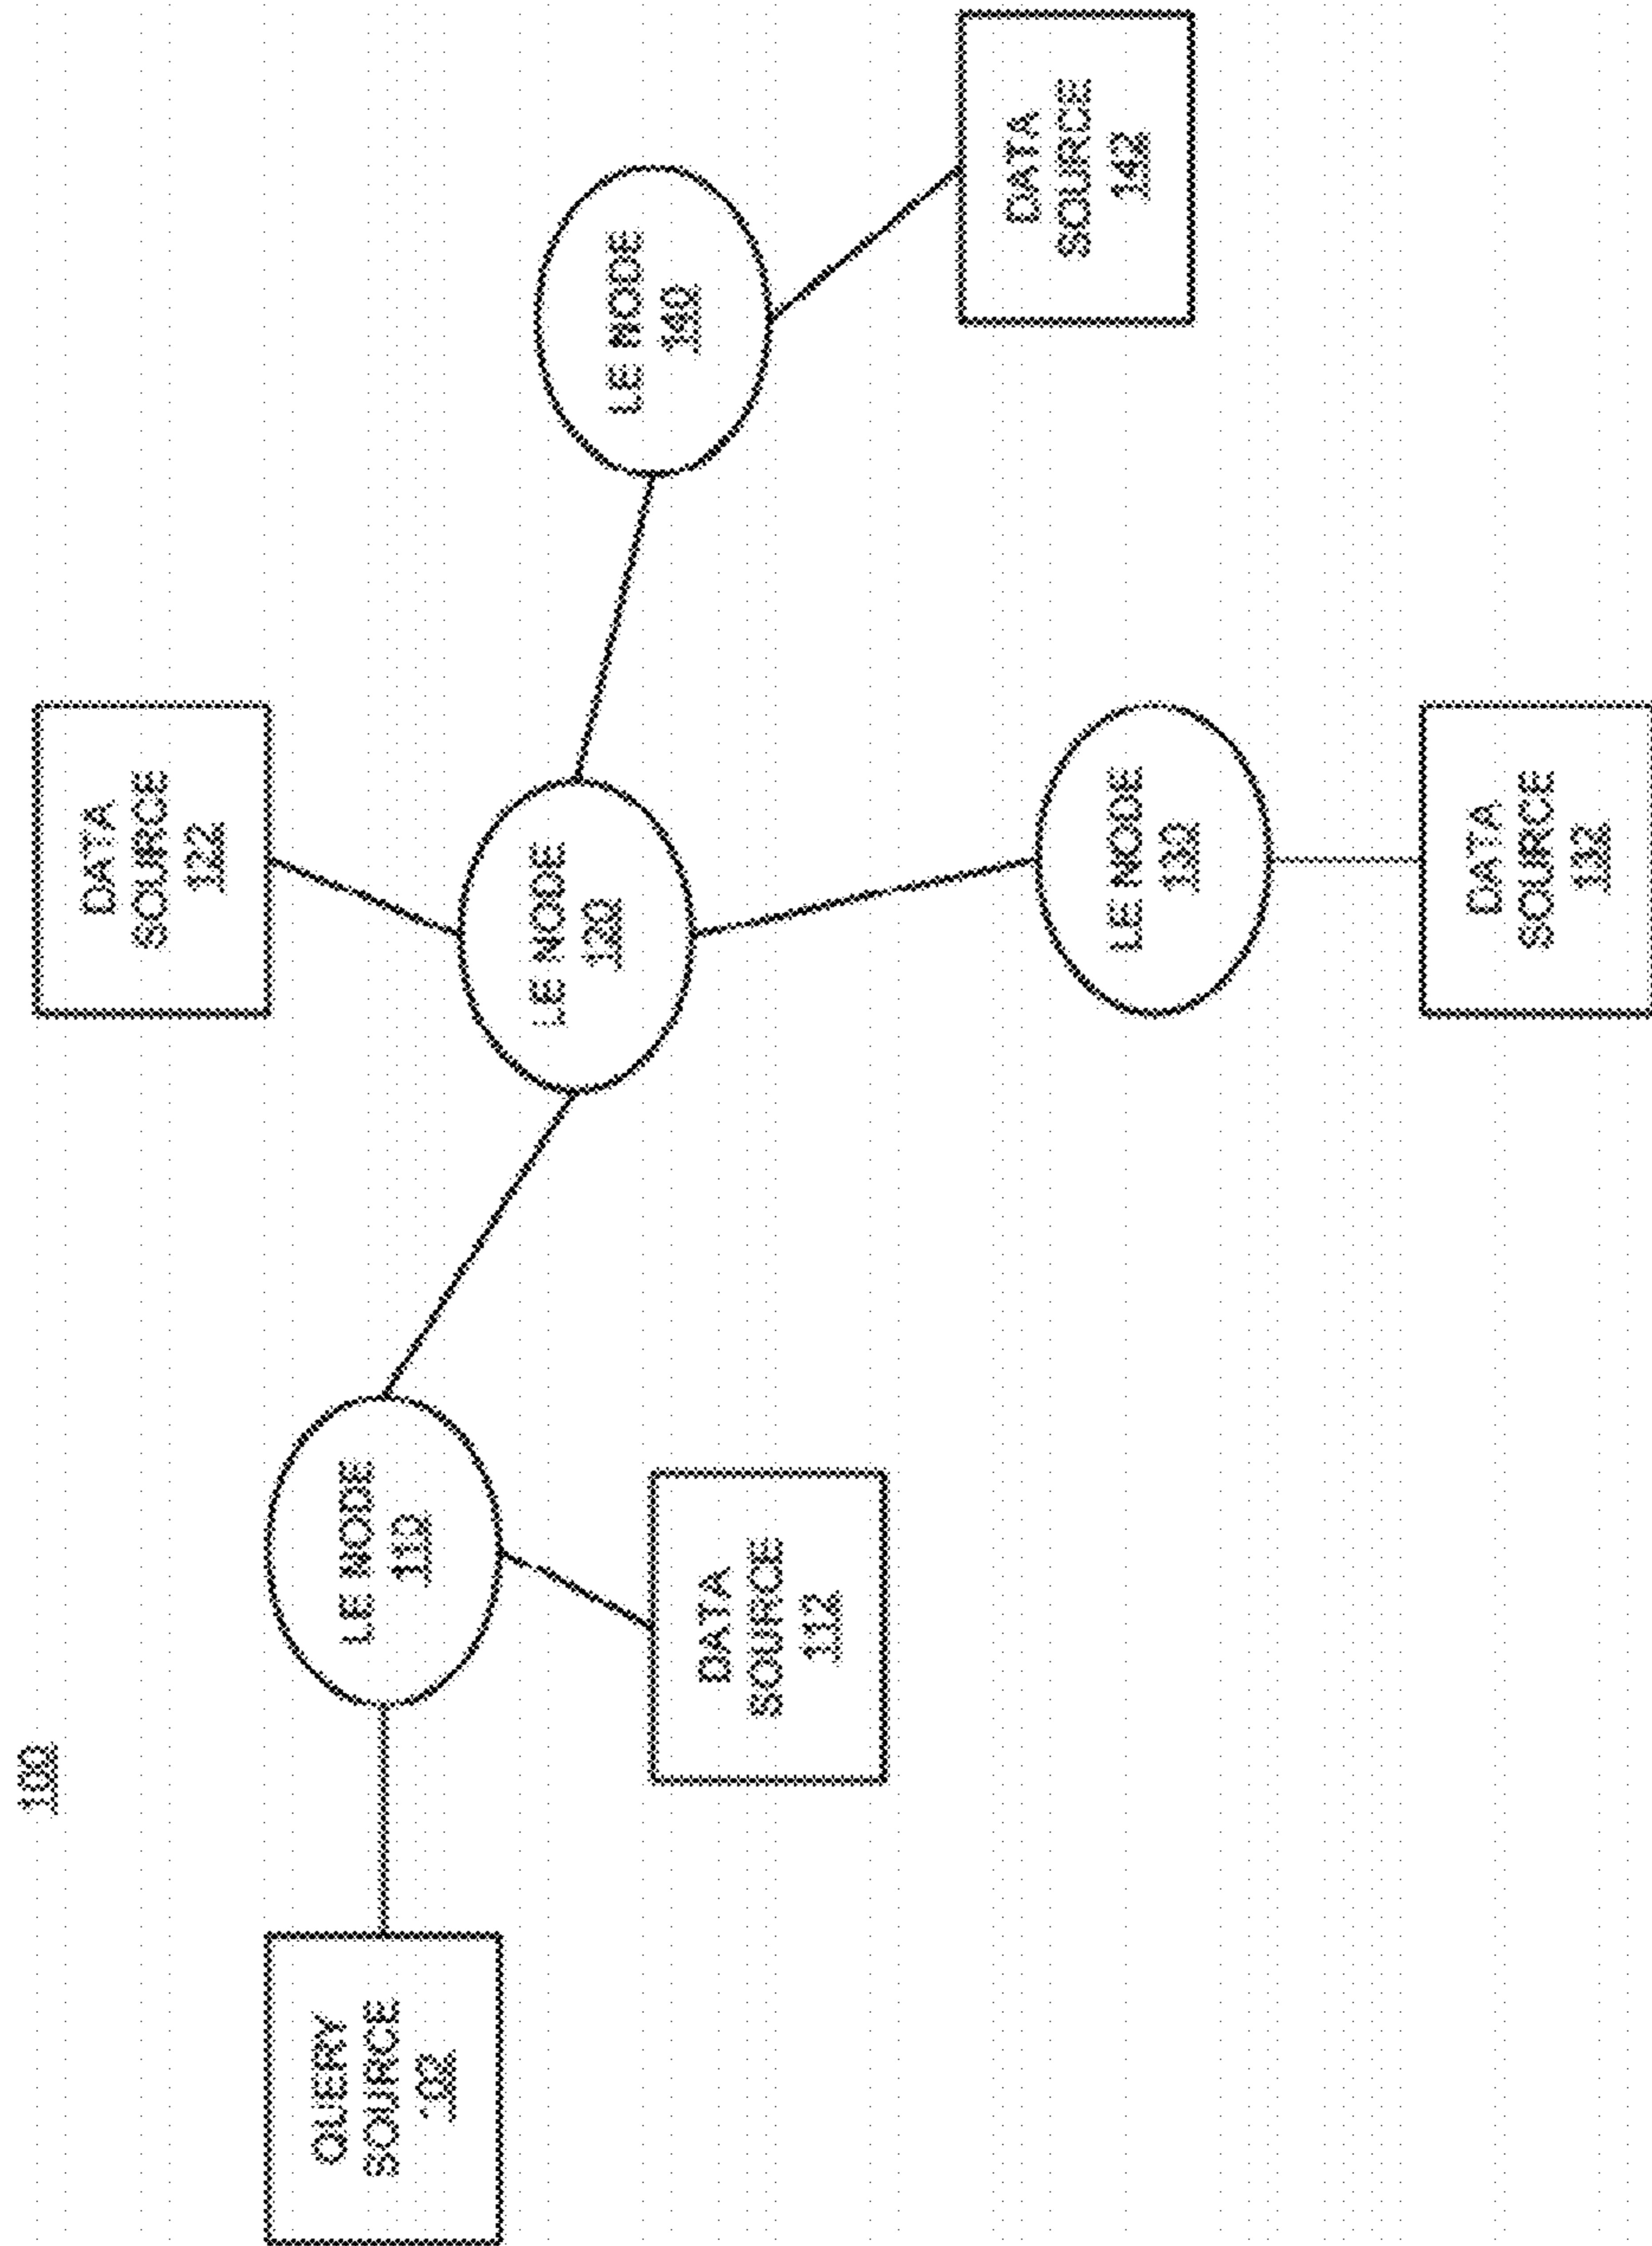 100
QUERY
SOURCE
102
LE NODE
110
DATA
SOURCE
112
DATA
SOURCE
122
LE NODE
120
LE NODE
130
DATA
SOURCE
132
LE NODE
140
DATA
SOURCE
142